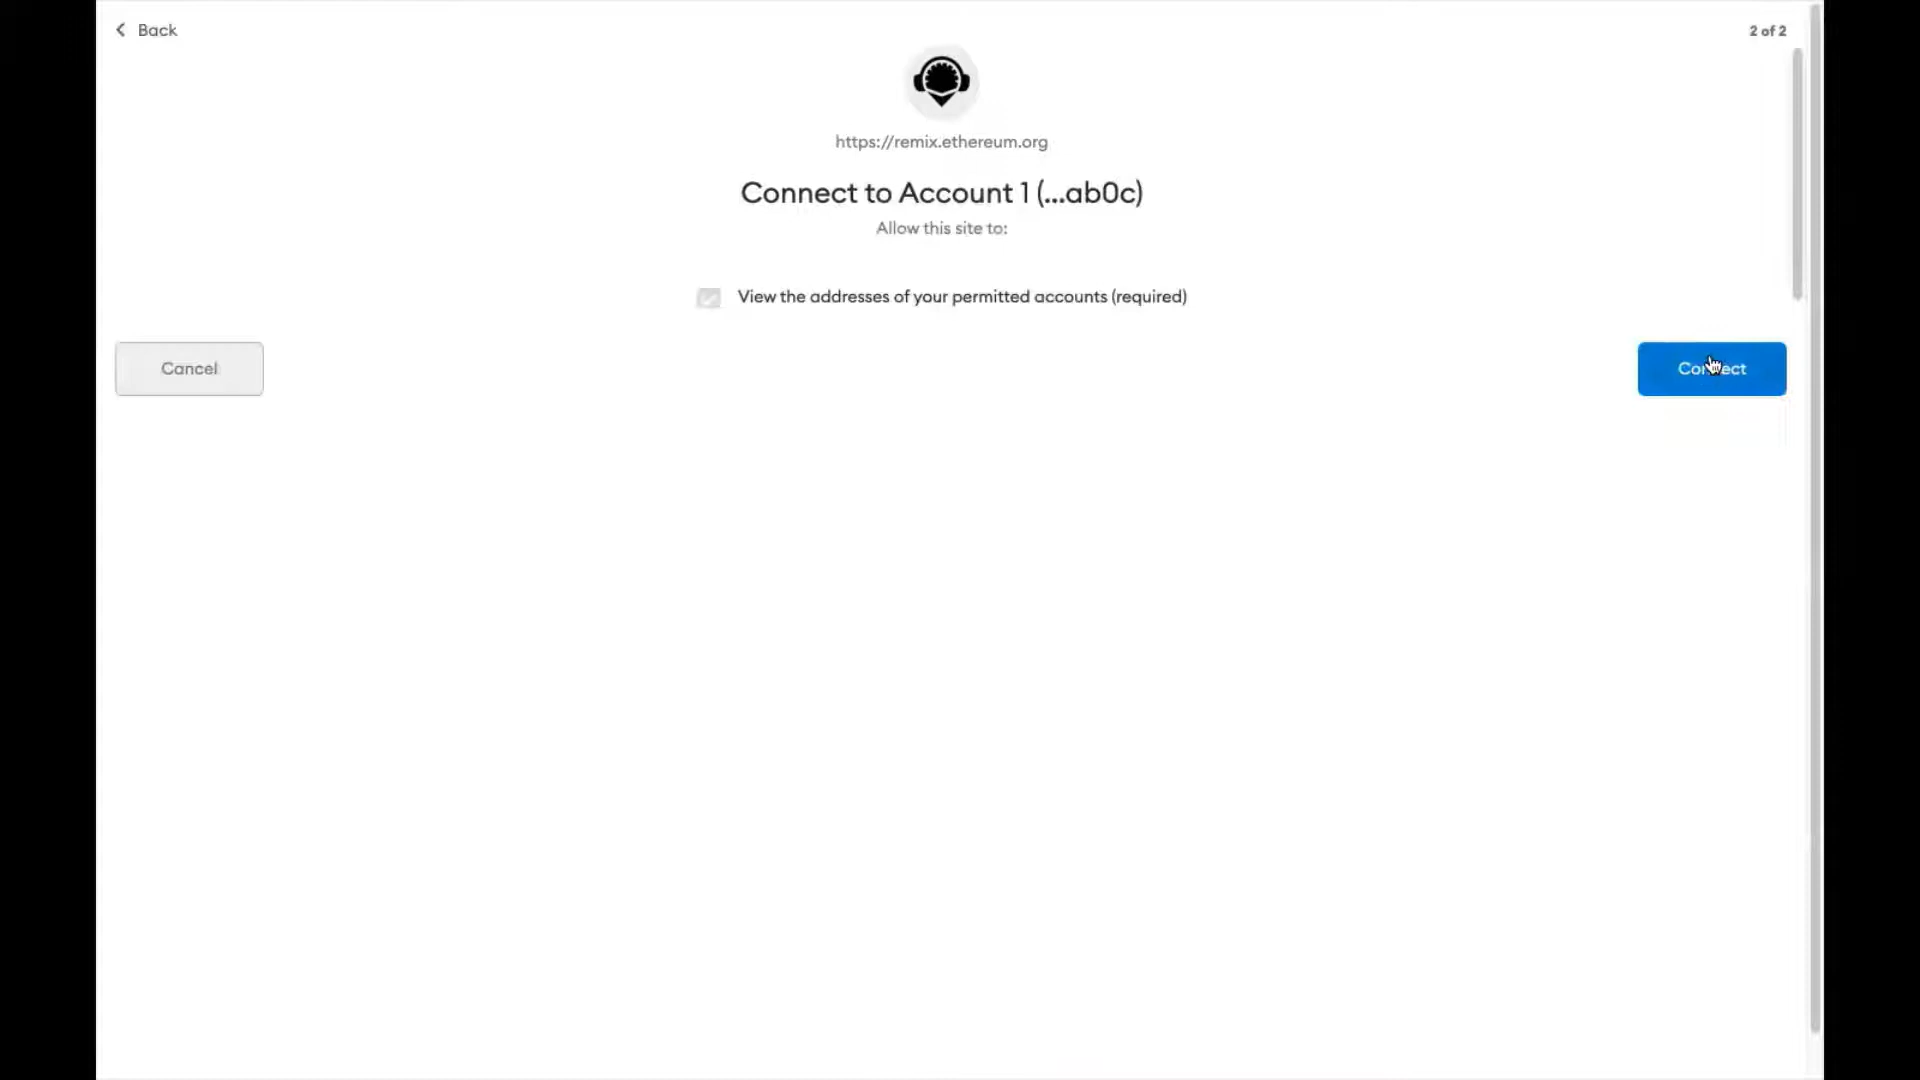 Back
2 of 2
https://remix.ethereum.org
Connect to Account 1 (...ab0c)
Allow this site to:
View the addresses of your permitted accounts (required)
Cancel
Connect